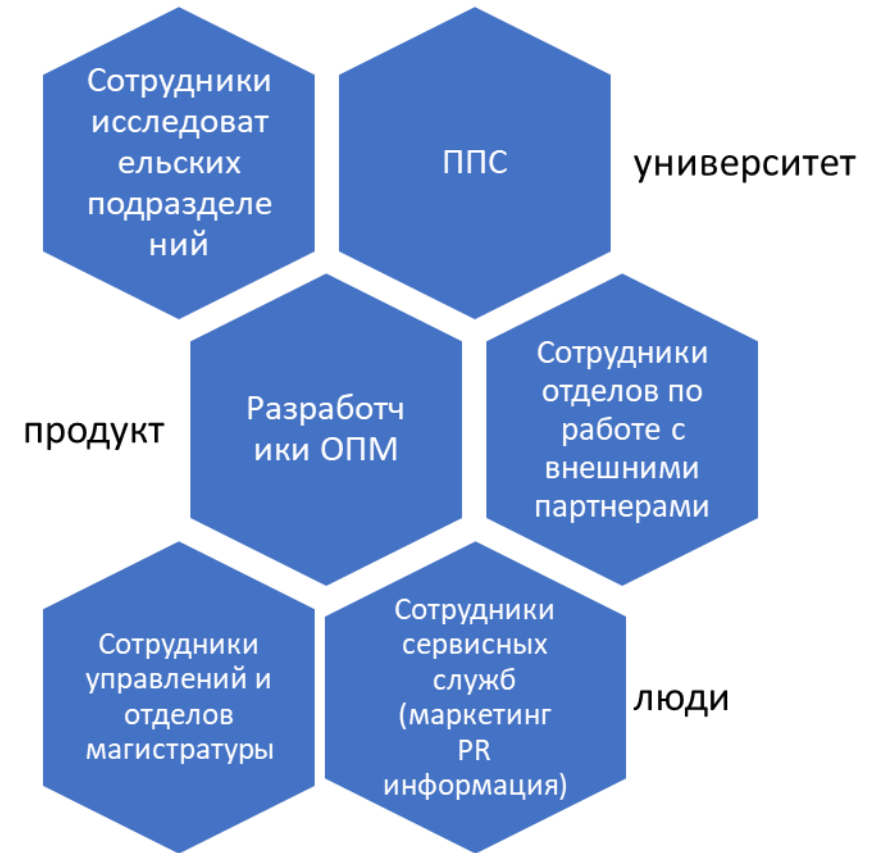 Сотрудники
исследоват
ельских
подразделе
ний
ППС
университет
продукт
Разработч
ики ОПМ
Сотрудники
отделов по
работе с
внешними
партнерами
Сотрудники
управлений и
отделов
магистратуры
Сотрудники
сервисных
служб
(маркетинг
PR
информация)
люди